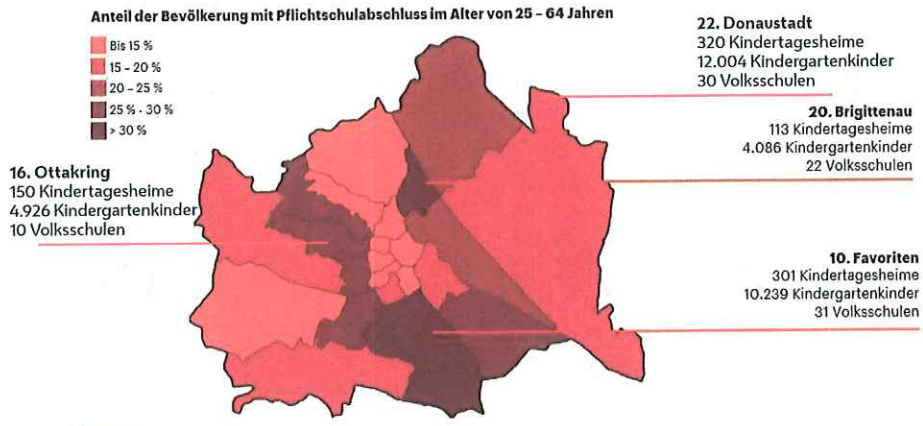 Anteil der Bevölkerung mit Pflichtschulabschluss im Alter von 25 – 64 Jahren
Bis 15 %
15 – 20 %
20 – 25 %
25 % - 30 %
> 30 %
22. Donaustadt
320 Kindertagesheime
12.004 Kindergartenkinder
30 Volksschulen
20. Brigittenau
113 Kindertagesheime
4.086 Kindergartenkinder
22 Volksschulen
16. Ottakring
150 Kindertagesheime
4.926 Kindergartenkinder
10 Volksschulen
10. Favoriten
301 Kindertagesheime
10.239 Kindergartenkinder
31 Volksschulen